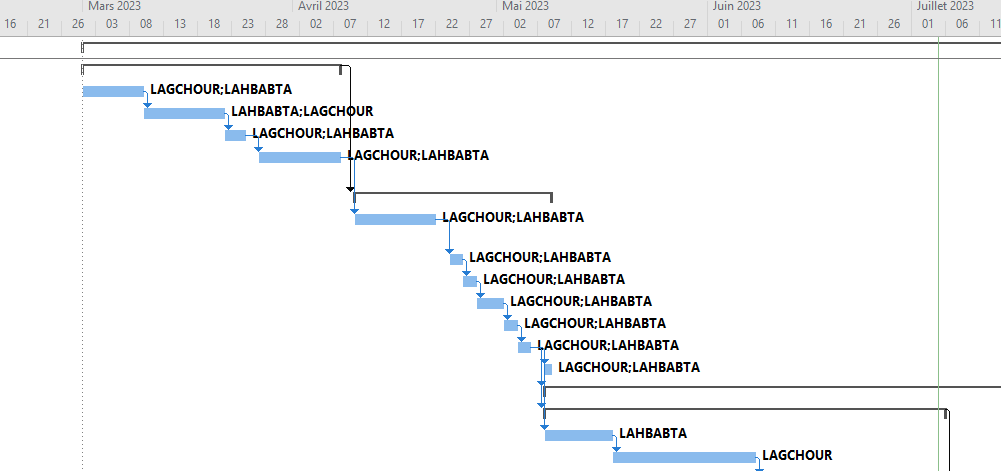 Mars 2023 Avril 2023 Mai 2023 Juin 2023 Juillet 2023
16 21 26 03 08 13 18 23 28 02 07 12 17 22 27 02 07 12 17 22 27 01 06 11 16 21 26 01 06 11
LAGCHOUR;LAHBABTA
LAHBABTA;LAGCHOUR
LAGCHOUR;LAHBABTA
LAGCHOUR;LAHBABTA
LAGCHOUR;LAHBABTA
LAGCHOUR;LAHBABTA
LAGCHOUR;LAHBABTA
LAGCHOUR;LAHBABTA
LAGCHOUR;LAHBABTA
LAGCHOUR;LAHBABTA
LAGCHOUR;LAHBABTA
LAHBABTA
LAGCHOUR